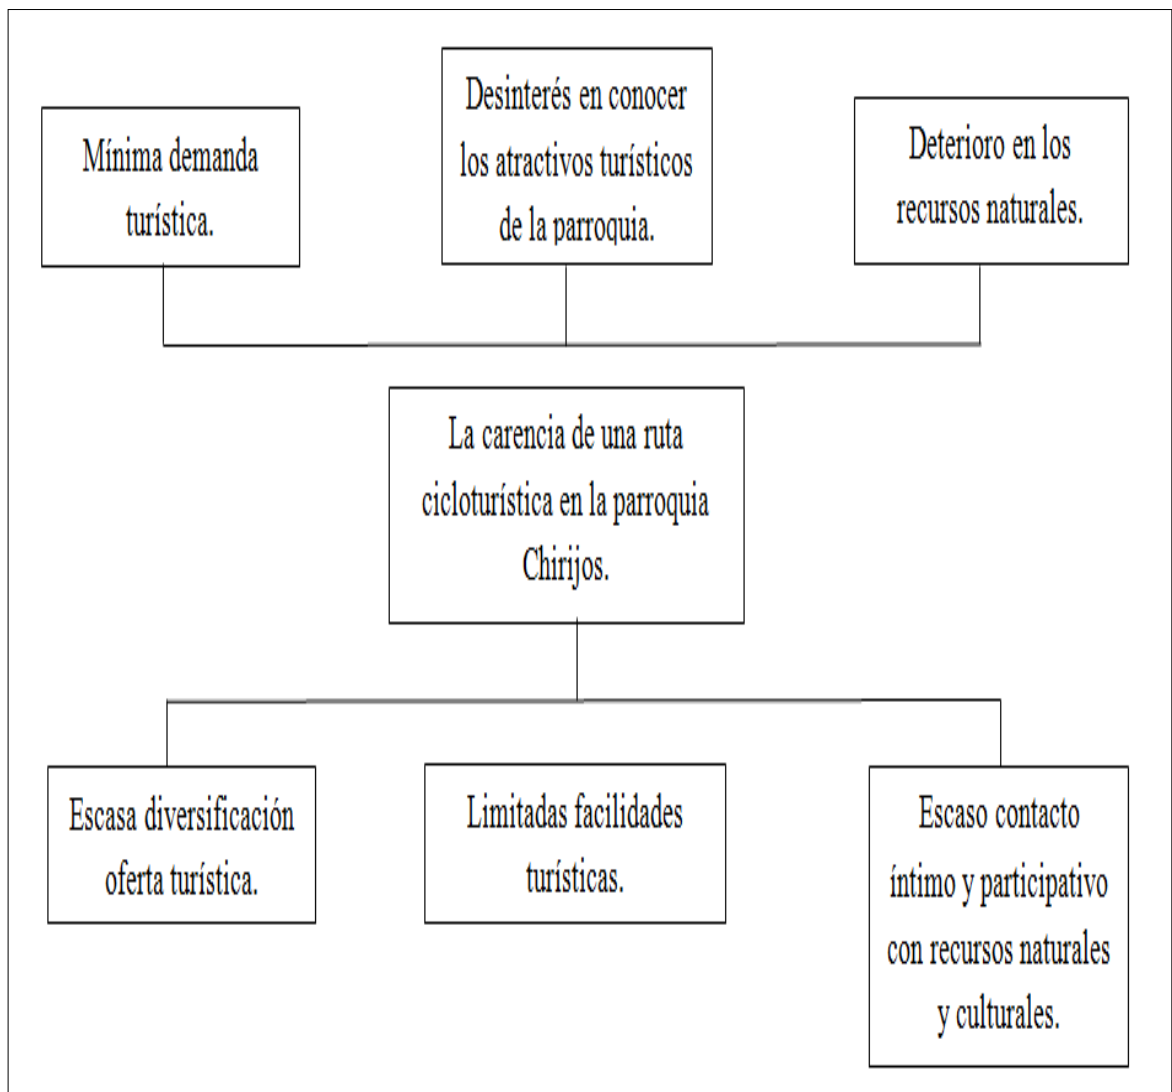 Mínima demanda
turística.
Desinterés en conocer
los atractivos turísticos
de la parroquia.
Deterioro en los
recursos naturales.
La carencia de una ruta
cicloturística en la parroquia
Chirijos.
Escasa diversificación
oferta turística.
Limitadas facilidades
turísticas.
Escaso contacto
íntimo y participativo
con recursos naturales
y culturales.